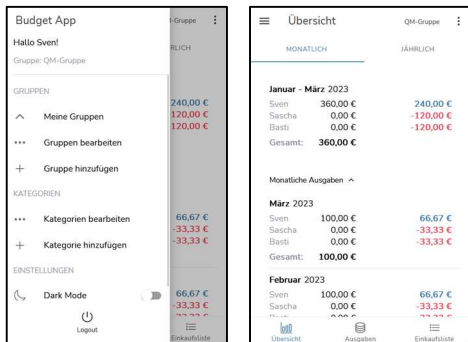 Budget App
-Gruppe
Hallo Sven!
Gruppe: QM-Gruppe
RLICH
GRUPPEN
Meine Gruppen
Gruppen bearbeiten
Gruppe hinzufügen
KATEGORIEN
Kategorien bearbeiten
Kategorie hinzufügen
EINSTELLUNGEN
Dark Mode
Logout
240,00 €
120,00 €
120,00 €
66,67 €
-33,33 €
-33,33 €
66,67 €
-33,33 €
Einkaufsliste
Übersicht QM-Gruppe
MONATLICH JÄHRLICH
Januar - März 2023
Sven 360,00 € 240,00 €
Sascha 0,00 € -120,00 €
Basti 0,00 € -120,00 €
Gesamt: 360,00 €
Monatliche Ausgaben
März 2023
Sven 100,00 € 66,67 €
Sascha 0,00 € -33,33 €
Basti 0,00 € -33,33 €
Gesamt: 100,00 €
Februar 2023
Sven 100,00 € 66,67 €
Sascha 0,00 € -33,33 €
Übersicht Ausgaben Einkaufsliste